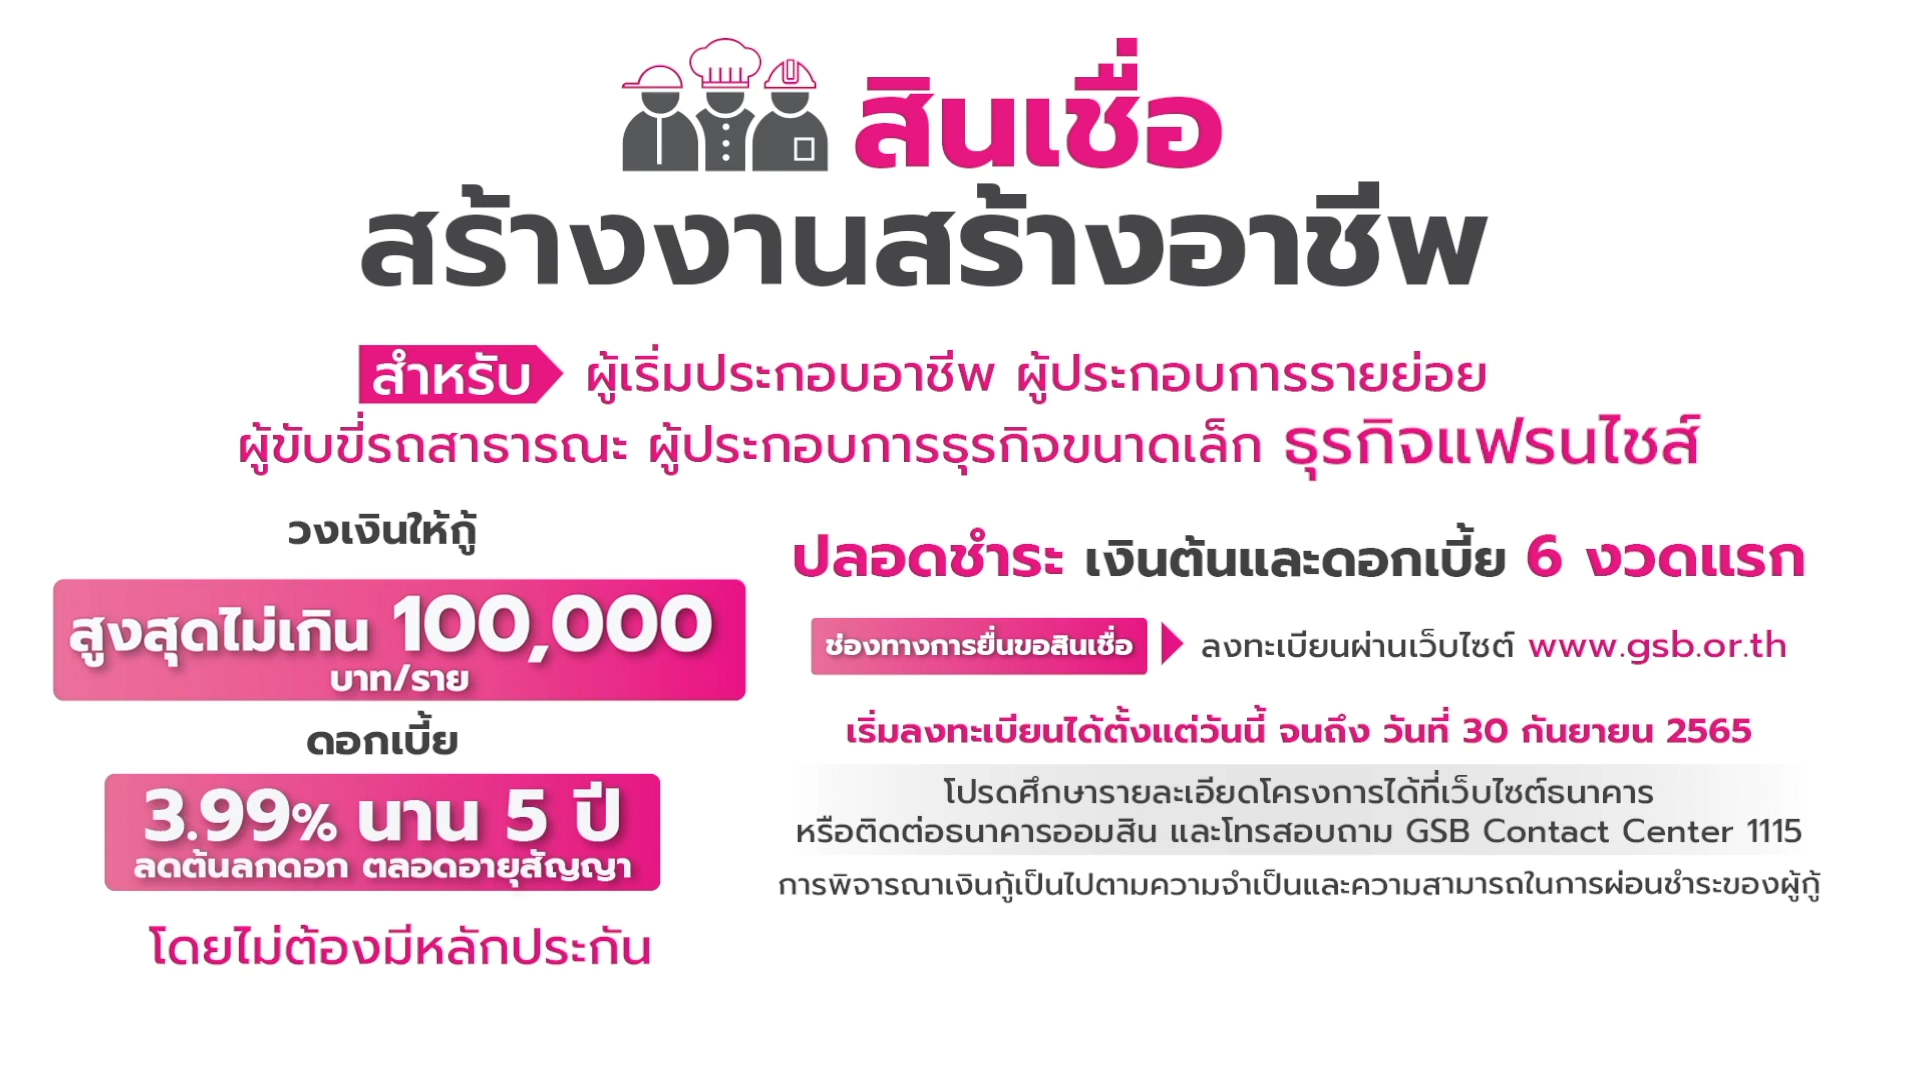 สินเชื่อ
สร้างงานสร้างอาชีพ
สำหรับ ผู้เริ่มประกอบอาชีพ ผู้ประกอบการรายย่อย
ผู้ขับขี่รถสาธารณะ ผู้ประกอบการธุรกิจขนาดเล็ก ธุรกิจแฟรนไชส์
วงเงินให้กู้
สูงสุดไม่เกิน 100,000
บาท/ราย
ดอกเบี้ย
3.99% นาน 5 ปี
ลดต้นลดดอก ตลอดอายุสัญญา
โดยไม่ต้องมีหลักประกัน
ปลอดชำระ เงินต้นและดอกเบี้ย 6 งวดแรก
ช่องทางการยื่นขอสินเชื่อ ลงทะเบียนผ่านเว็บไซต์ www.gsb.or.th
เริ่มลงทะเบียนได้ตั้งแต่วันนี้ จนถึง วันที่ 30 กันยายน 2565
โปรดศึกษารายละเอียดโครงการได้ที่เว็บไซต์ธนาคาร
หรือติดต่อธนาคารออมสิน และโทรสอบถาม GSB Contact Center 1115
การพิจารณาเงินกู้เป็นไปตามความจำเป็นและความสามารถในการผ่อนชำระของผู้กู้